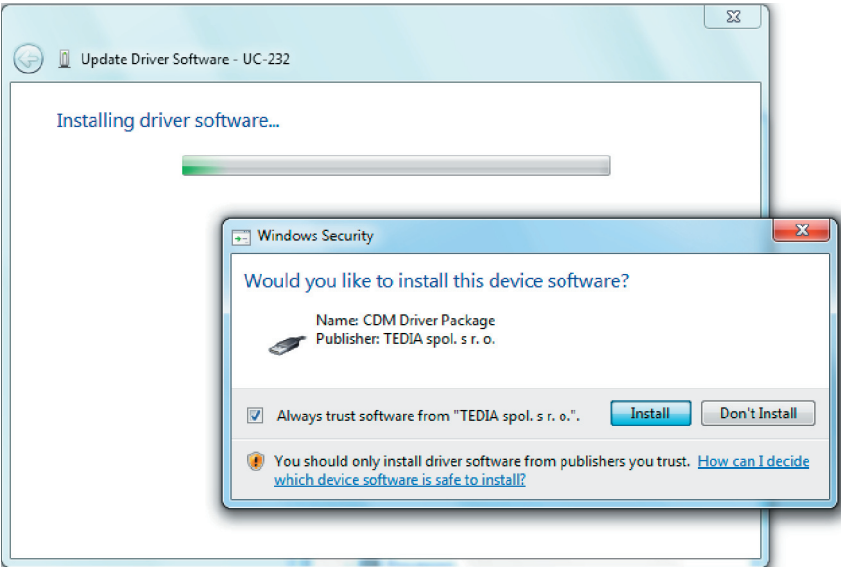 Update Driver Software - UC-232
Installing driver software...
Windows Security
Would you like to install this device software?
Name: CDM Driver Package
Publisher: TEDIA spol. s r. o.
Always trust software from "TEDIA spol. s r. o.".
Install
Don't Install
You should only install driver software from publishers you trust. How can I decide
which device software is safe to install?